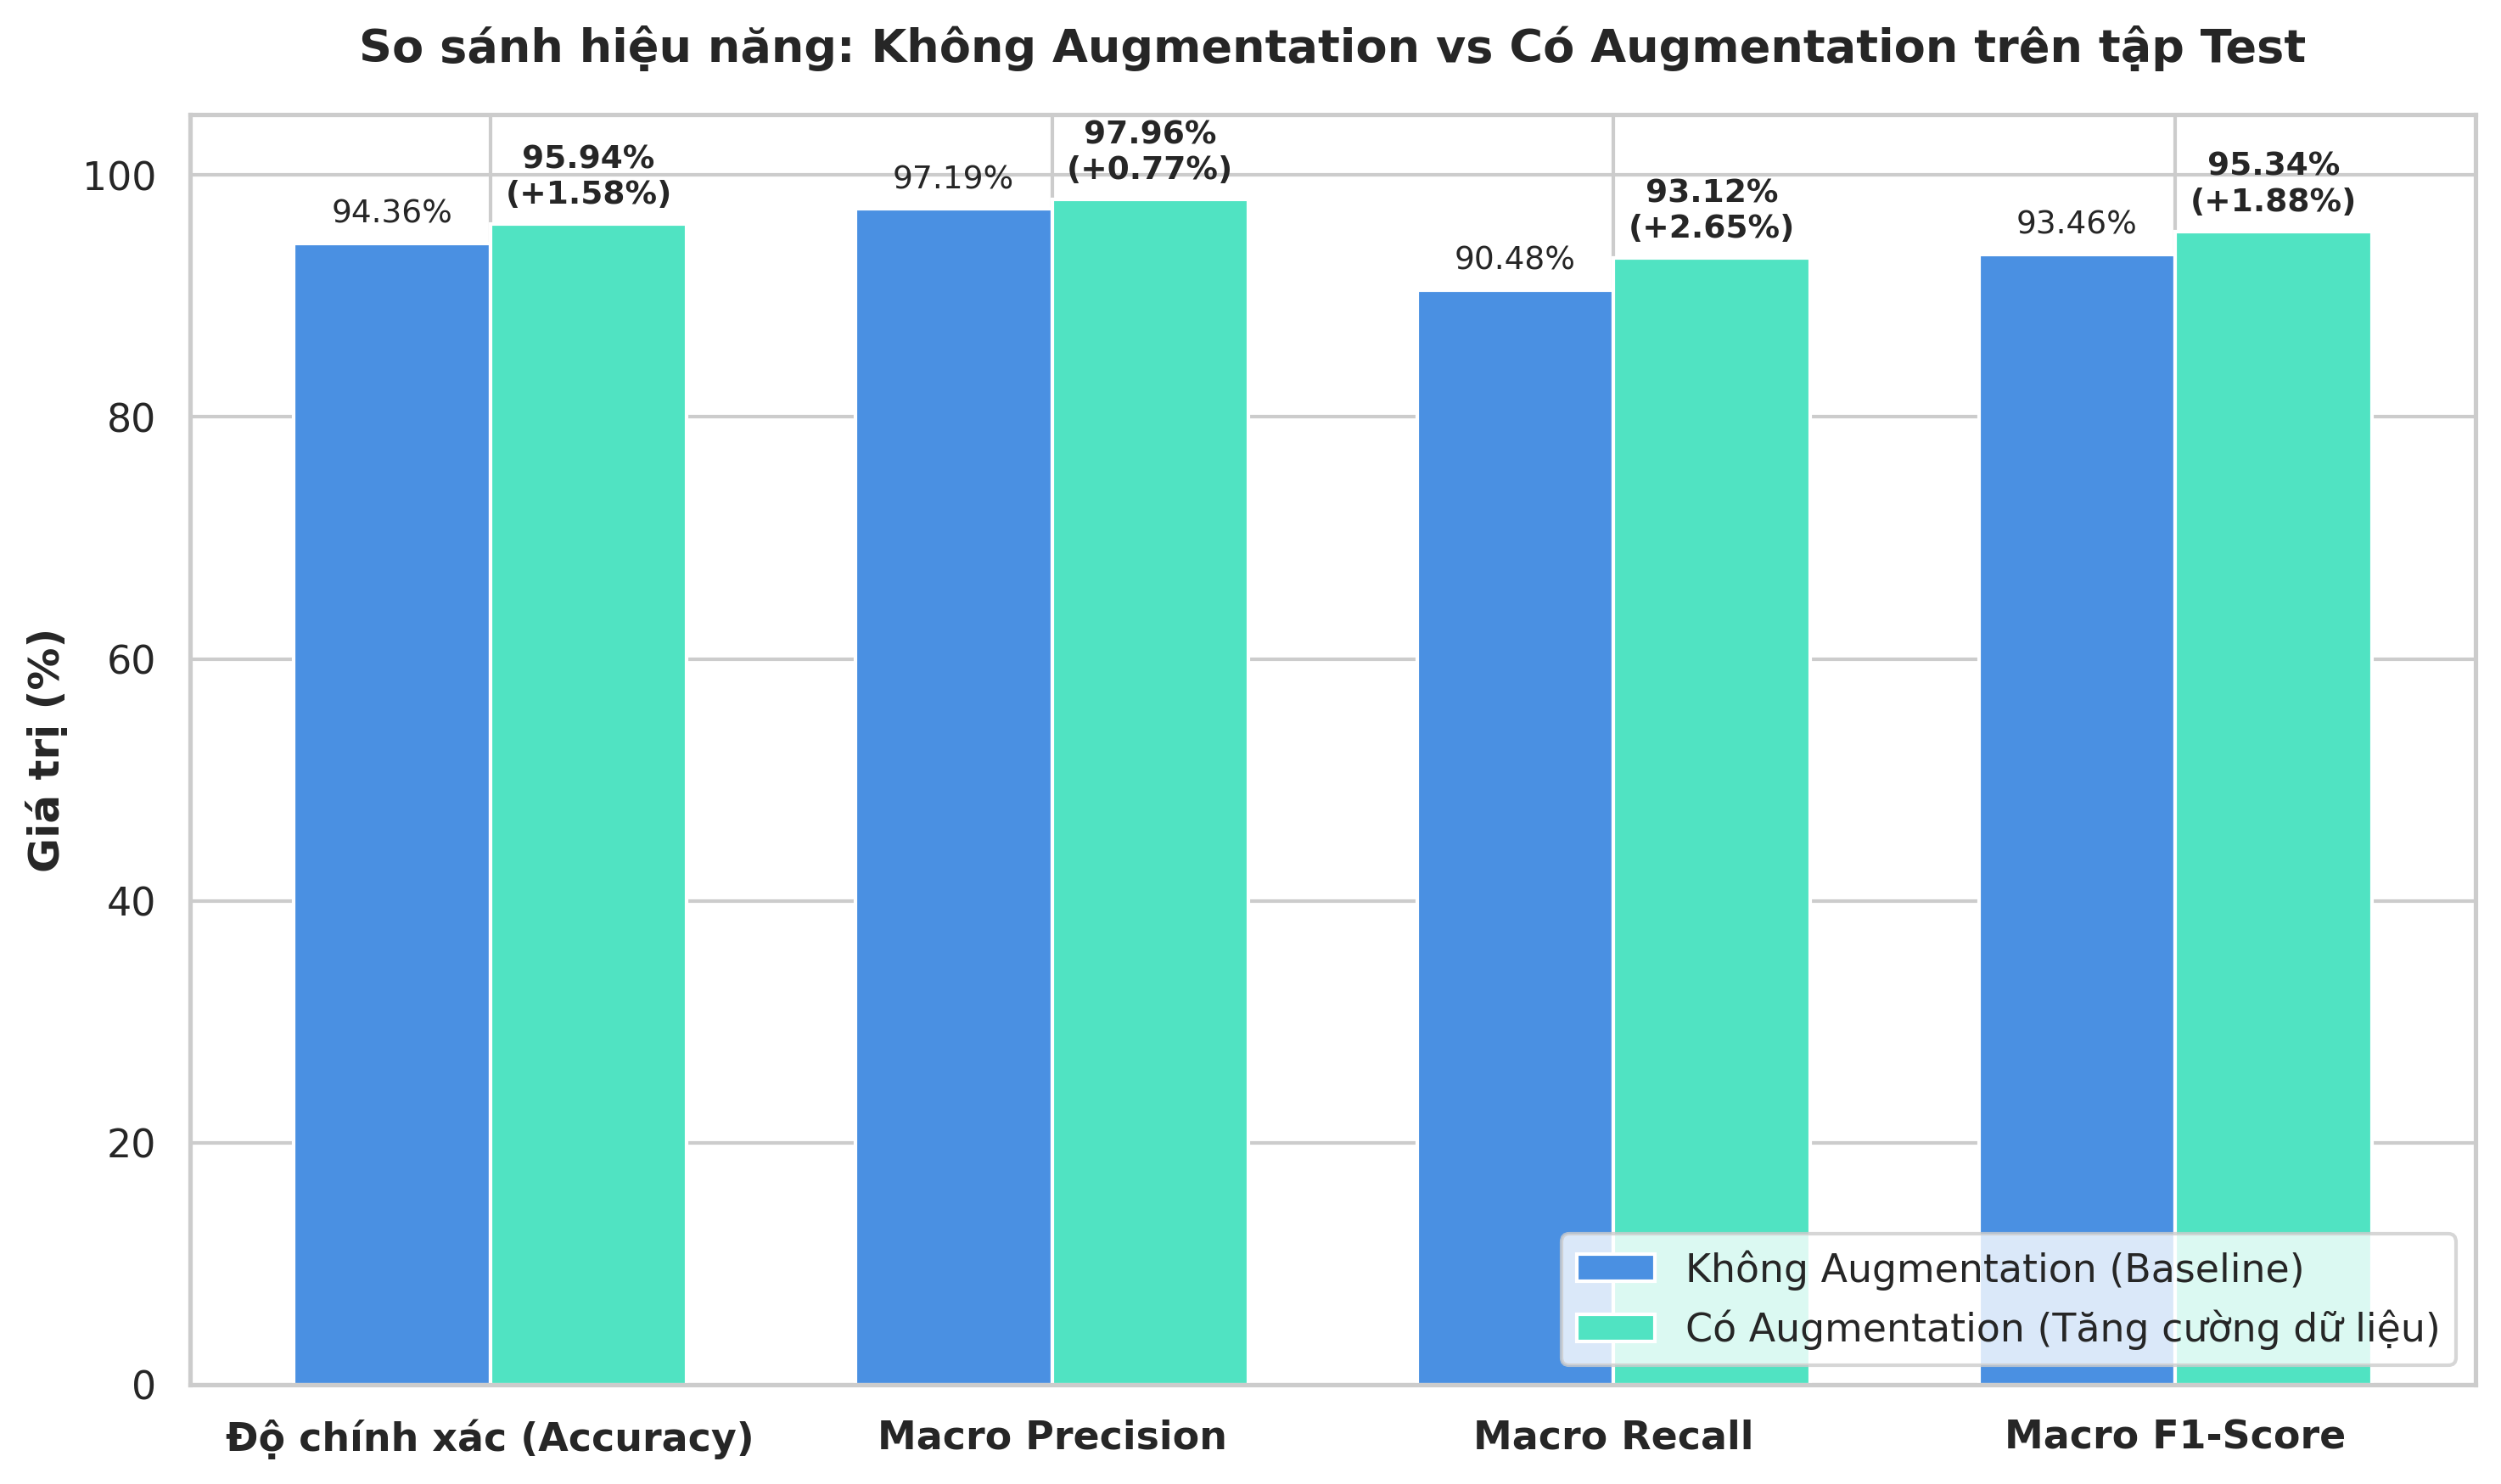 So sánh hiệu năng: Không Augmentation vs Có Augmentation trên tập Test
Giá trị (%)
100
80
60
40
20
0
94.36%
95.94%
(+1.58%)
97.19%
97.96%
(+0.77%)
90.48%
93.12%
(+2.65%)
93.46%
95.34%
(+1.88%)
Không Augmentation (Baseline)
Có Augmentation (Tăng cường dữ liệu)
Độ chính xác (Accuracy)
Macro Precision
Macro Recall
Macro F1-Score